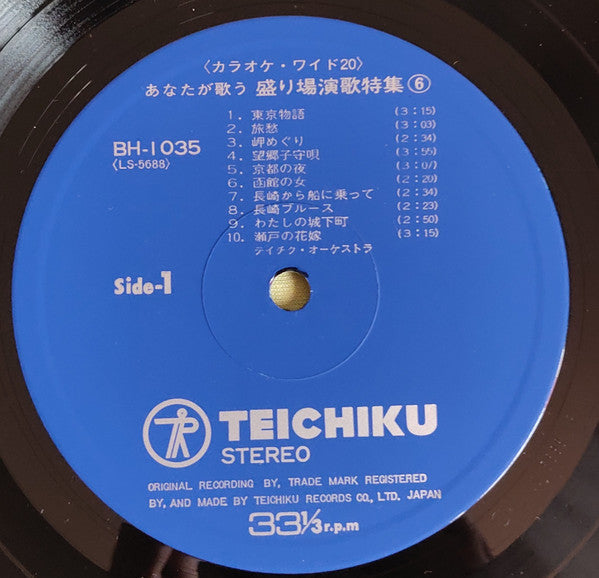 〈カラオケ・ワイド20〉
あなたが歌う 盛り場演歌特集⑥
BH-1035
〈LS-5688〉
1. 東京物語 (3:15)
2. 旅愁 (3:03)
3. 岬めぐり (2:34)
4. 望郷子守唄 (3:55)
5. 京都の夜 (3:07)
6. 函館の女 (2:20)
7. 長崎から船に乗って (2:34)
8. 長崎ブルース (2:23)
9. わたしの城下町 (2:50)
10. 瀬戸の花嫁 (3:15)
テイチク・オーケストラ
Side-1
TEICHIKU
STEREO
ORIGINAL RECORDING BY, TRADE MARK REGISTERED
BY, AND MADE BY TEICHIKU RECORDS CO., LTD. JAPAN
33⅓r.p.m